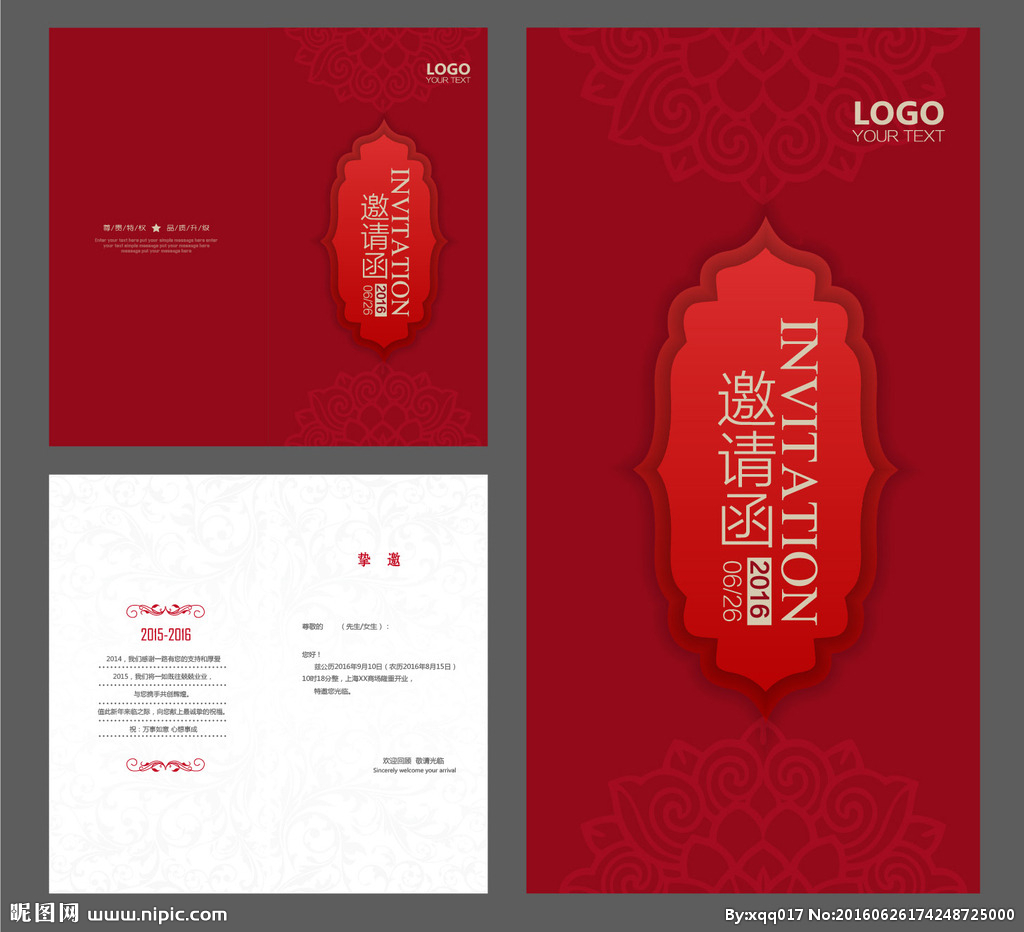 LOGO
YOUR TEXT
INVITATION
邀请函
2016
06/26
尊/贵/特/权 ★ 品/质/升/级
Enter your text here put your simple message here enter
your text simple message put your message here
message put your message here
LOGO
YOUR TEXT
INVITATION
邀请函
2016
06/26
挚 邀
2015-2016
2014，我们感谢一路有您的支持和厚爱
2015，我们将一如既往兢兢业业，
与您携手共创辉煌。
值此新年来临之际，向您献上最诚挚的祝福。
祝：万事如意 心想事成
尊敬的 （先生/女生）：
您好！
兹公历2016年9月10日（农历2016年8月15日）
10时18分整，上海XX商场隆重开业，
特邀您光临。
欢迎回顾 敬请光临
Sincerely welcome your arrival
昵图网 www.nipic.com
By:xqq017 No:20160626174248725000